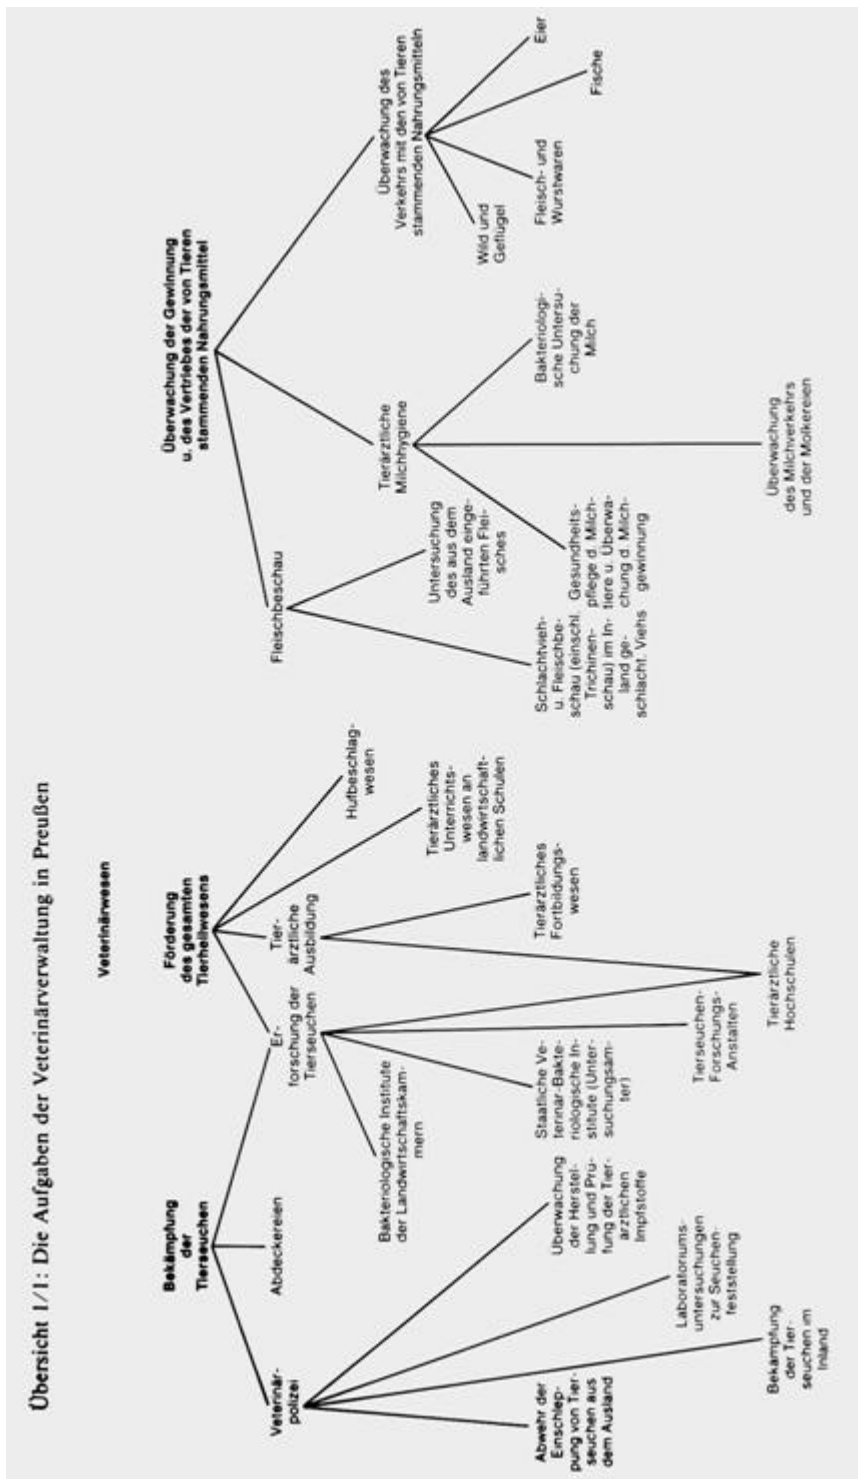 Übersicht 1/1: Die Aufgaben der Veterinärverwaltung in Preußen
Veterinärwesen
Bekämpfung
der
Tierseuchen
Förderung
des gesamten
Tierheilwesens
Überwachung der Gewinnung
u. des Vertriebes der von Tieren
stammenden Nahrungsmittel
Veterinär-
polizei
Abdeckereien
Er-
forschung der
Tierseuchen
Tier-
ärztliche
Ausbildung
Hufbeschlag-
wesen
Tierärztliches
Unterrichts-
wesen an
landwirtschaft-
lichen Schulen
Fleischbeschau
Tierärztliche
Milchhygiene
Überwachung des
Verkehrs mit den von Tieren
stammenden Nahrungsmitteln
Bakteriologische Institute
der Landwirtschaftskam-
mern
Untersuchung
des aus dem
Ausland einge-
führten Flei-
sches
Wild und
Geflügel
Fleisch- und
Wurstwaren
Fische
Eier
Abwehr der
Einschlep-
pung von Tier-
seuchen aus
dem Ausland
Überwachung
der Herstel-
lung und Prü-
fung der Tier-
ärztlichen
Impfstoffe
Staatliche Ve-
terinär-Bakte-
riologische In-
stitute (Unter-
suchungsäm-
ter)
Tierärztliches
Fortbildungs-
wesen
Schlachtvieh-
u. Fleischbe-
schau (einschl.
Trichinen-
schau) im In-
land ge-
schlacht. Viehs
Gesundheits-
pflege d. Milch-
tiere u. Überwa-
chung d. Milch-
gewinnung
Bakteriologi-
sche Untersu-
chung der
Milch
Laboratoriums-
untersuchungen
zur Seuchen-
feststellung
Tierseuchen-
Forschungs-
Anstalten
Bekämpfung
der Tier-
seuchen im
Inland
Tierärztliche
Hochschulen
Überwachung
des Milchverkehrs
und der Molkereien